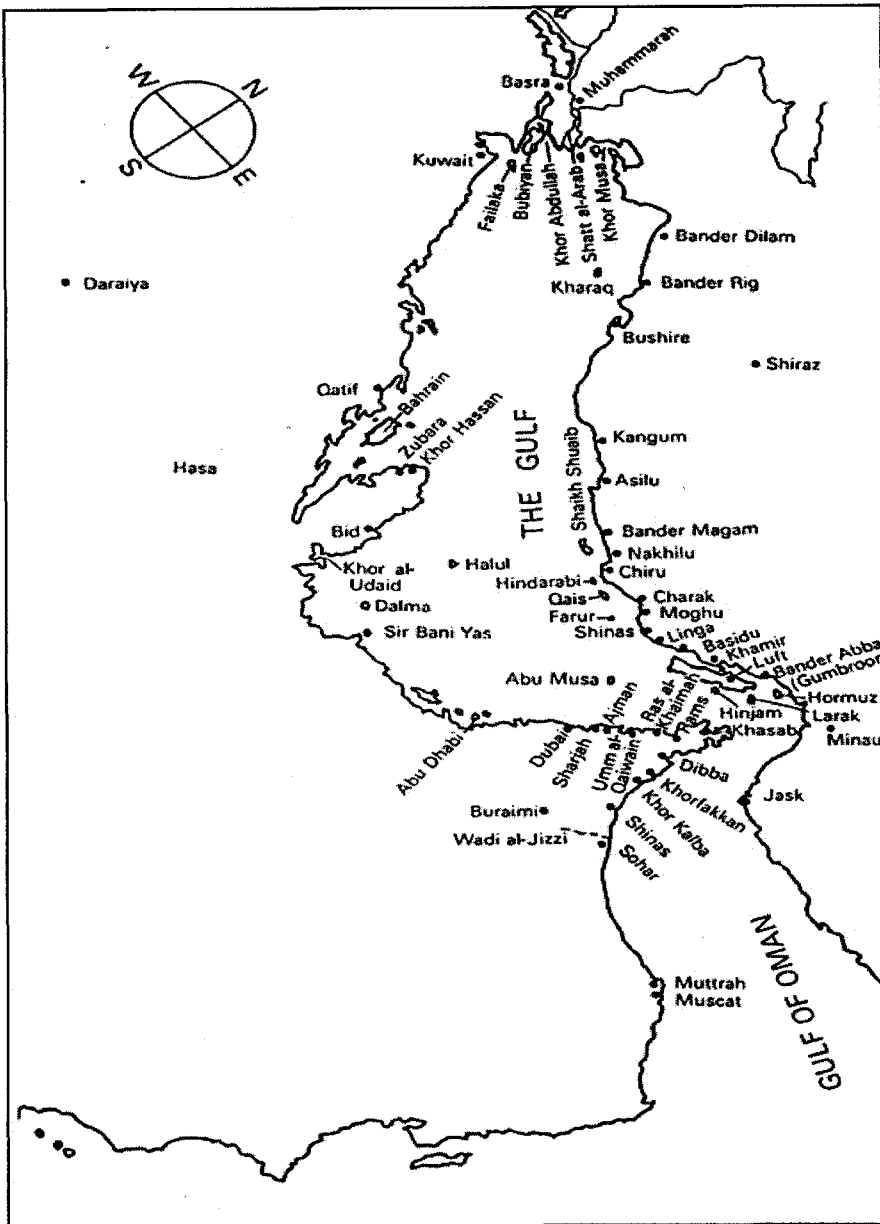 W
N
S
E
Basra
Muhammarah
Kuwait
Failaka
Bubiyan
Khor Abdullah
Shatt al-Arab
Khor Musa
Bander Dilam
Daraiya
Kharaq
Bander Rig
Bushire
Shiraz
Qatif
Bahrain
Zubara
Khor Hassan
THE GULF
Kangum
Hasa
Shaikh Shuaib
Asilu
Bid
Bander Magam
Nakhilu
Khor al-
Udaid
Halul
Chiru
Hindarabi
Dalma
Qais
Charak
Moghu
Farur
Sir Bani Yas
Shinas
Linga
Basidu
Khamir
Luft
Bander Abba
(Gumbroon
Abu Musa
Hormuz
Hinjam
Larak
Minau
Abu Dhabi
Dubai
Sharjah
Ajman
Umm al-
Qaiwain
Ras al-
Khaimah
Rams
Khasab
Dibba
Jask
Khorfakkan
Khor Kalba
Buraimi
Shinas
Wadi al-Jizzi
Sohar
Muttrah
Muscat
GULF OF OMAN